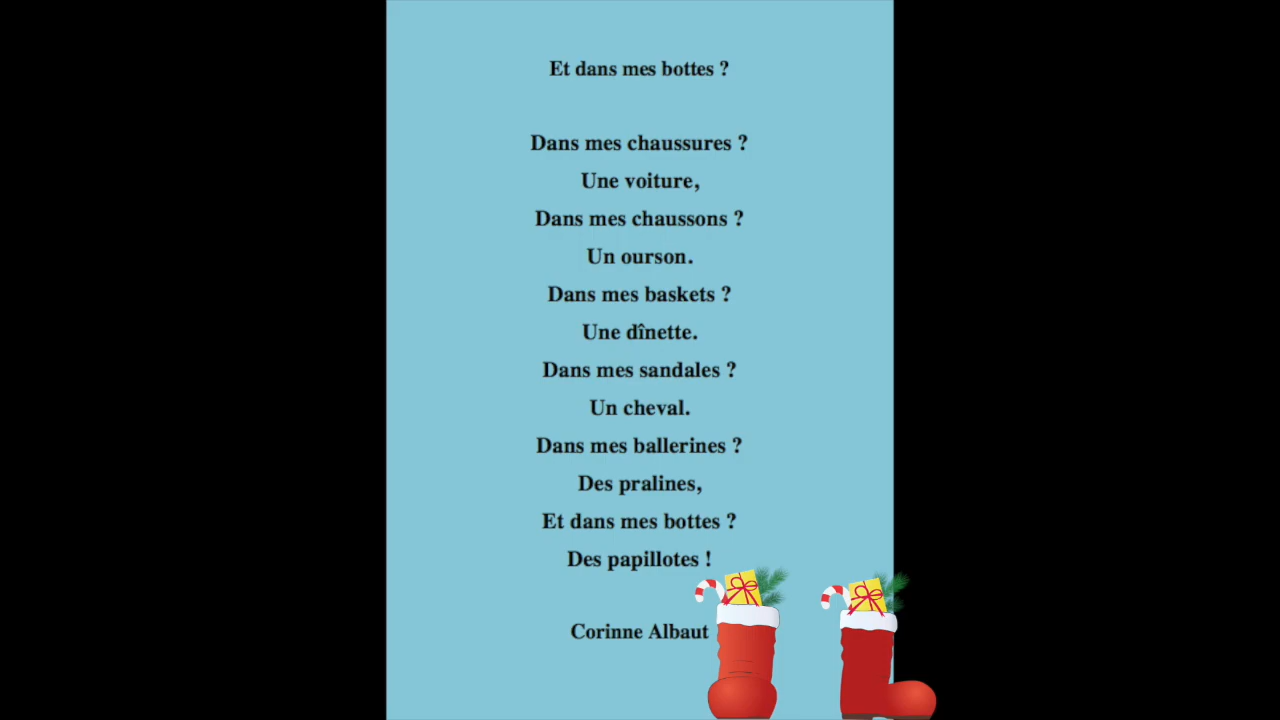 Et dans mes bottes ?
Dans mes chaussures ?
Une voiture,
Dans mes chaussons ?
Un ourson.
Dans mes baskets ?
Une dînette.
Dans mes sandales ?
Un cheval.
Dans mes ballerines ?
Des pralines,
Et dans mes bottes ?
Des papillotes !
Corinne Albaut